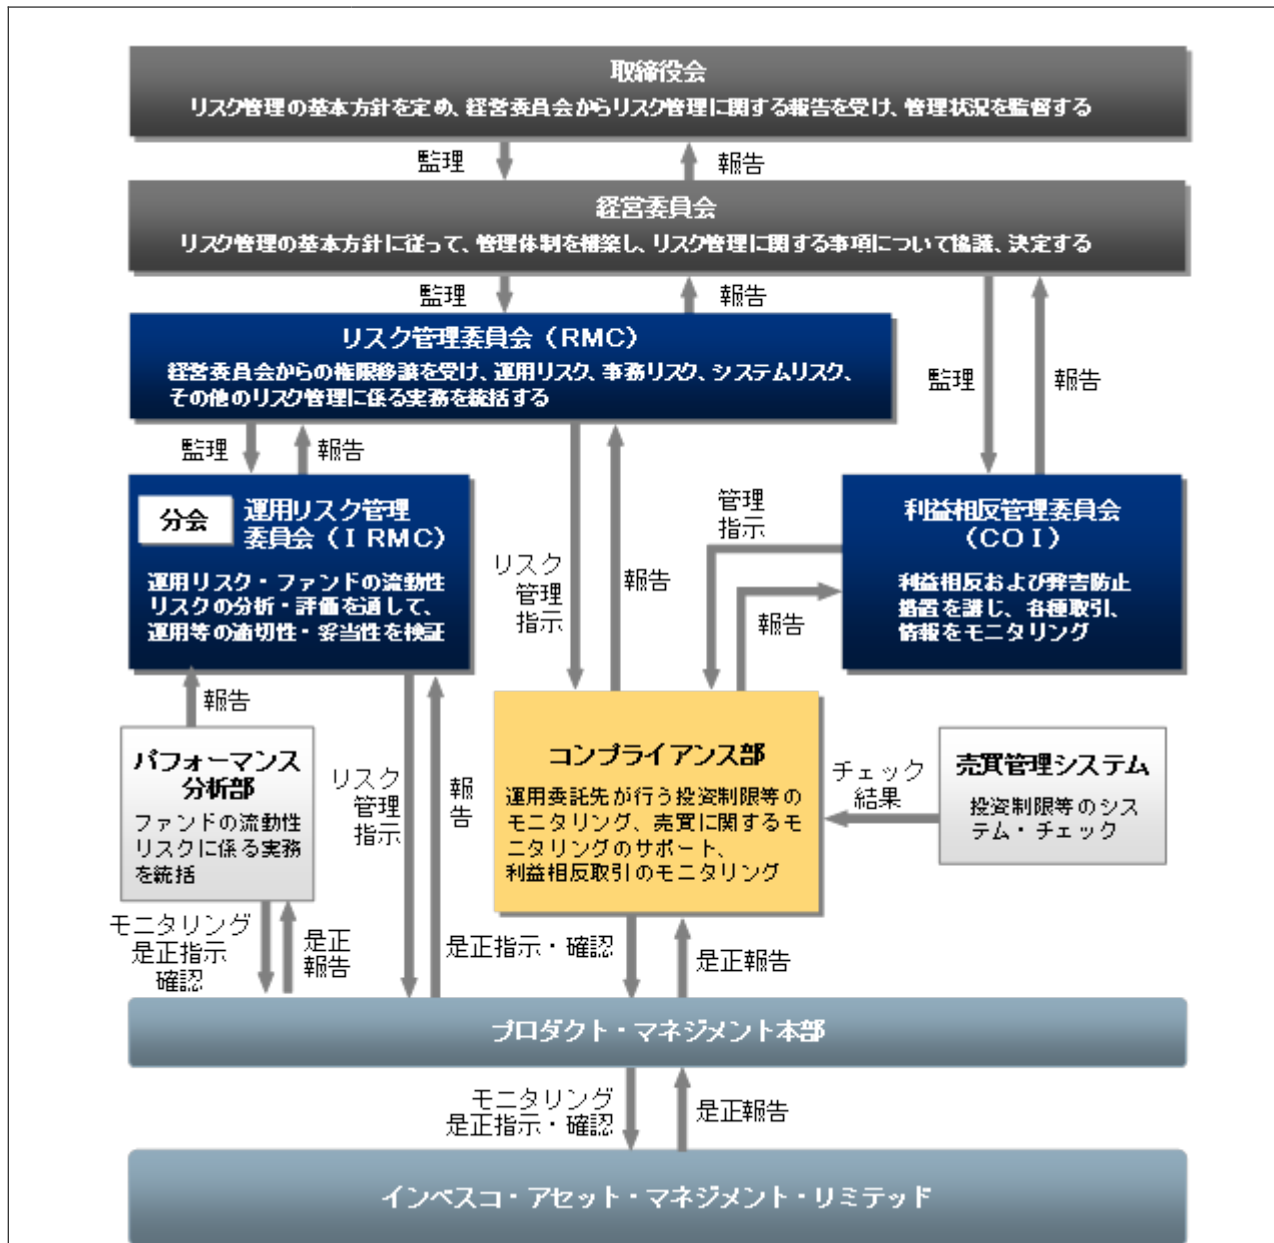 取締役会
リスク管理の基本方針を定め、経営委員会からリスク管理に関する報告を受け、管理状況を監督する
監理
報告
経営委員会
リスク管理の基本方針に従って、管理体制を構築し、リスク管理に関する事項について協議、決定する
監理
報告
リスク管理委員会（RMC）
経営委員会からの権限移譲を受け、運用リスク、事務リスク、システムリスク、
その他のリスク管理に係る実務を統括する
監理
報告
監理
報告
分会
運用リスク管理
委員会（IRMC）
運用リスク・ファンドの流動性
リスクの分析・評価を通して、
運用等の適切性・妥当性を検証
リスク
管理
指示
報告
管理
指示
報告
利益相反管理委員会
（COI）
利益相反および弊害防止
措置を講じ、各種取引、
情報をモニタリング
報告
パフォーマンス
分析部
ファンドの流動性
リスクに係る実務
を統括
リスク
管理
指示
報
告
コンプライアンス部
運用委託先が行う投資制限等の
モニタリング、売買に関するモ
ニタリングのサポート、
利益相反取引のモニタリング
チェック
結果
売買管理システム
投資制限等のシス
テム・チェック
モニタリング
是正指示
確認
是正
報告
是正指示・確認
是正報告
プロダクト・マネジメント本部
モニタリング
是正指示・確認
是正報告
インベスコ・アセット・マネジメント・リミテッド